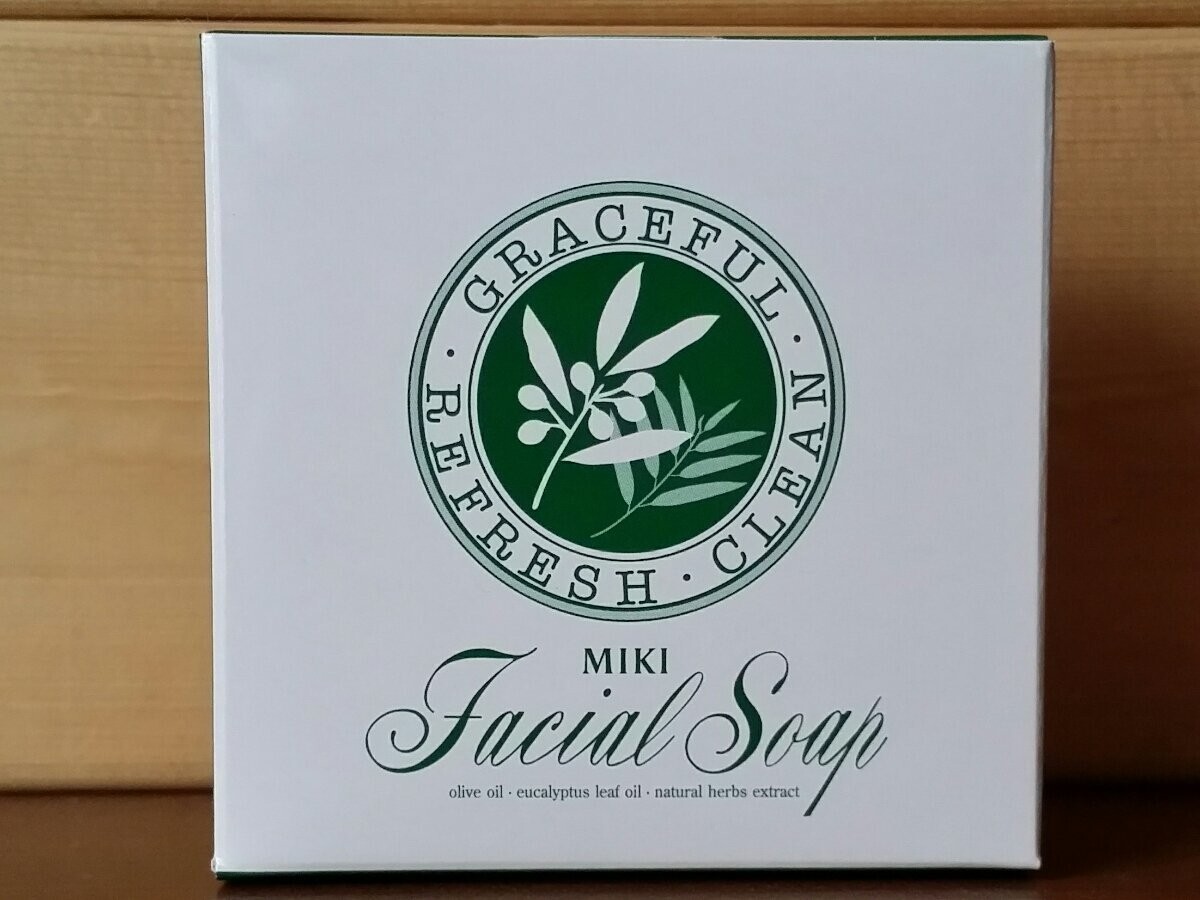 GRACEFUL · CLEAN · REFRESH ·
MIKI
Facial Soap
olive oil · eucalyptus leaf oil · natural herbs extract